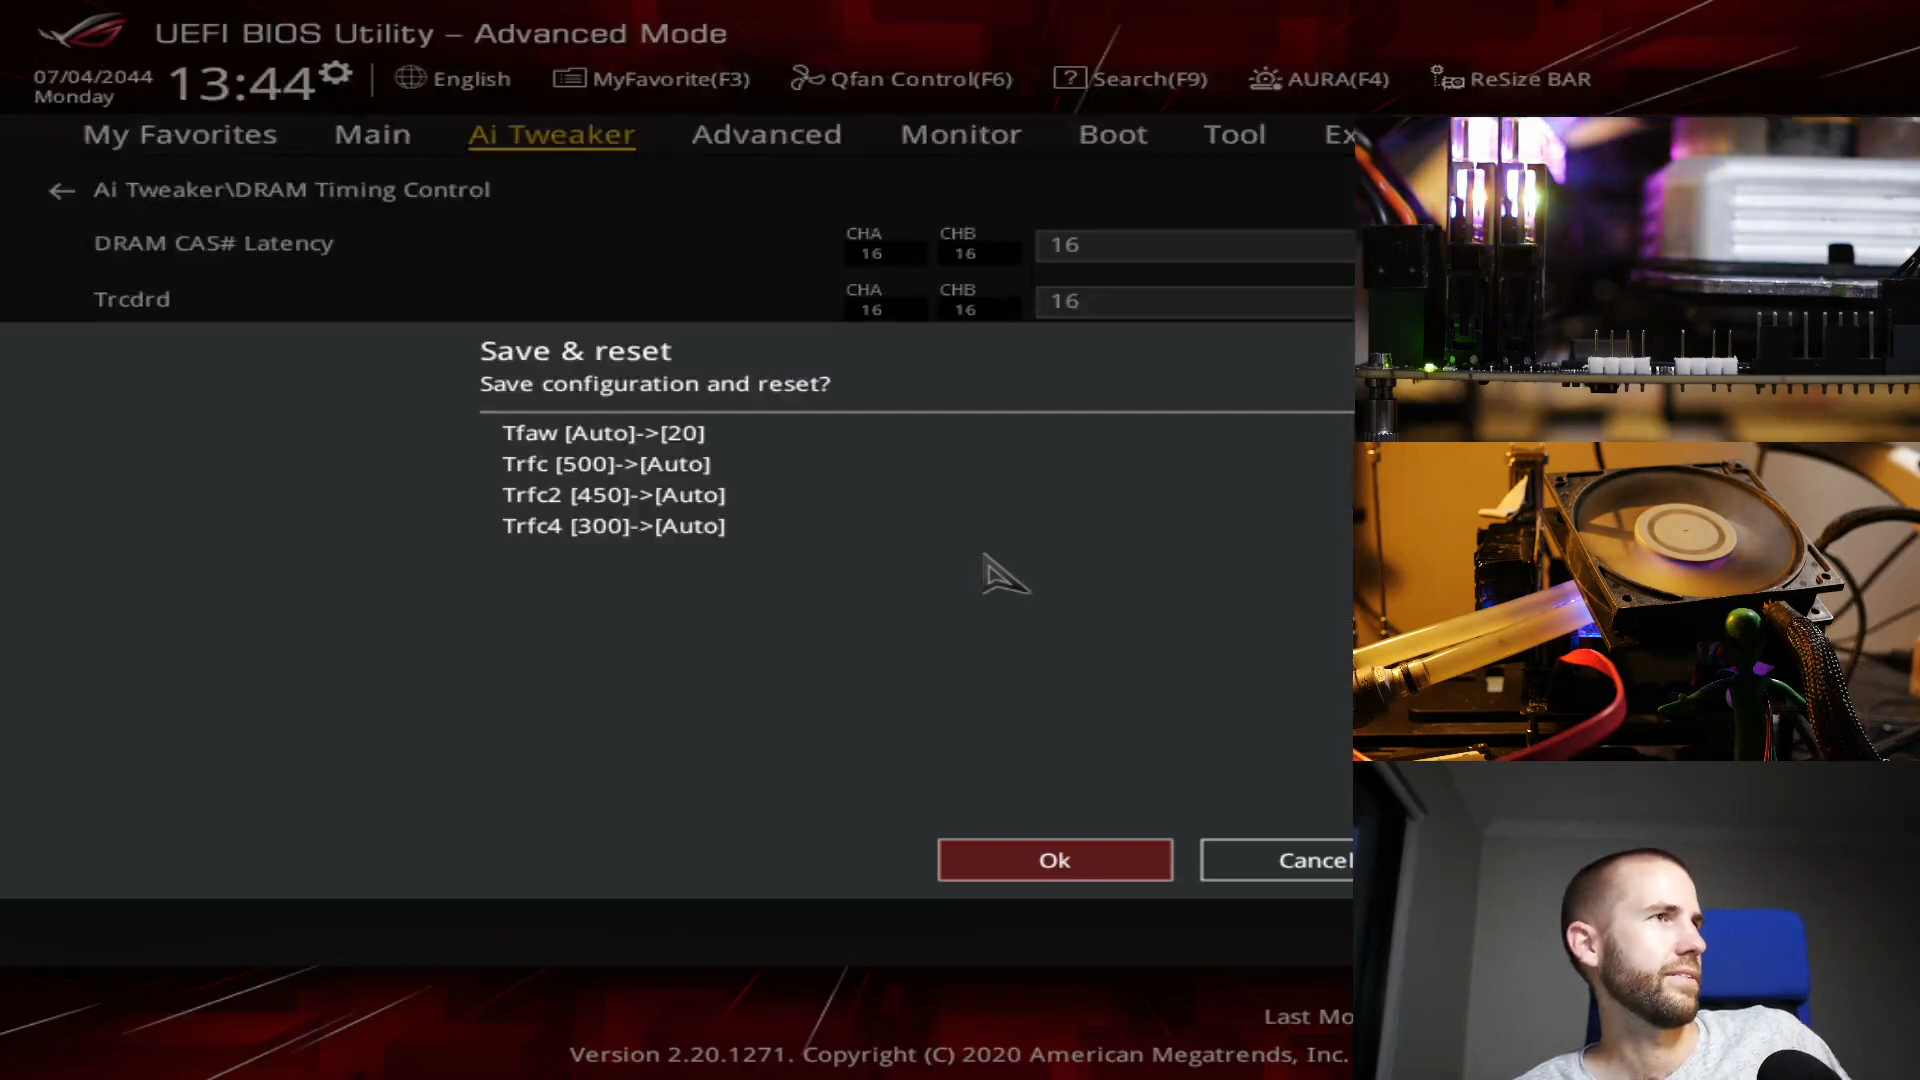 UEFI BIOS Utility – Advanced Mode
07/04/2044
Monday
13:44
English
MyFavorite(F3)
Qfan Control(F6)
? Search(F9)
AURA(F4)
ReSize BAR
My Favorites
Main
Ai Tweaker
Advanced
Monitor
Boot
Tool
Ex
Ai Tweaker\DRAM Timing Control
DRAM CAS# Latency
CHA
16
CHB
16
16
Trcdrd
CHA
16
CHB
16
16
Save & reset
Save configuration and reset?
Tfaw [Auto]->[20]
Trfc [500]->[Auto]
Trfc2 [450]->[Auto]
Trfc4 [300]->[Auto]
Ok
Cancel
Last Mo
Version 2.20.1271. Copyright (C) 2020 American Megatrends, Inc.